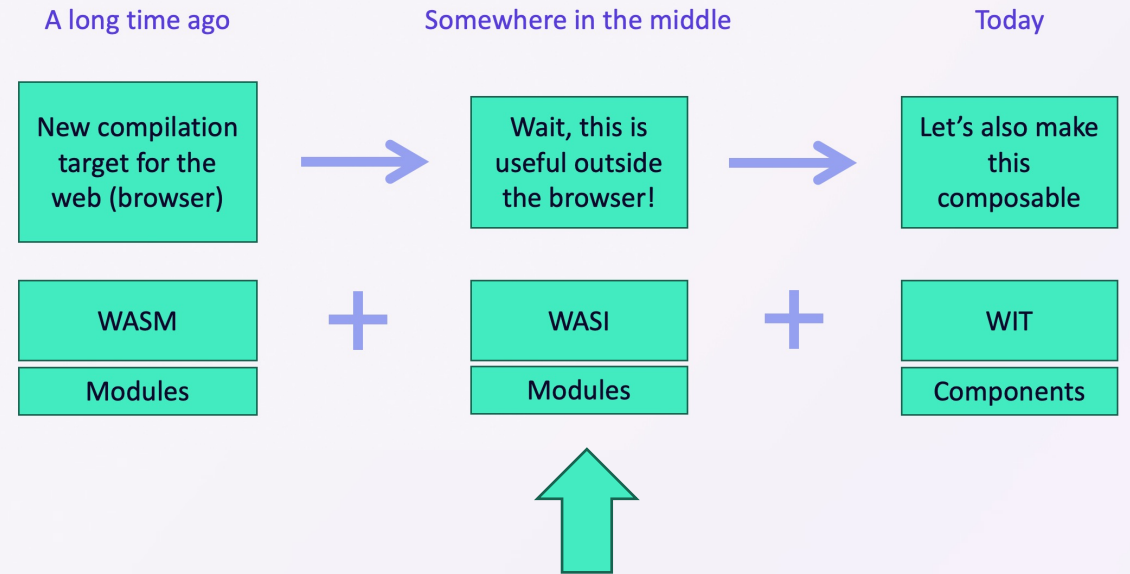 A long time ago
Somewhere in the middle
Today
New compilation
target for the
web (browser)
Wait, this is
useful outside
the browser!
Let’s also make
this
composable
WASM
WASI
WIT
Modules
Modules
Components